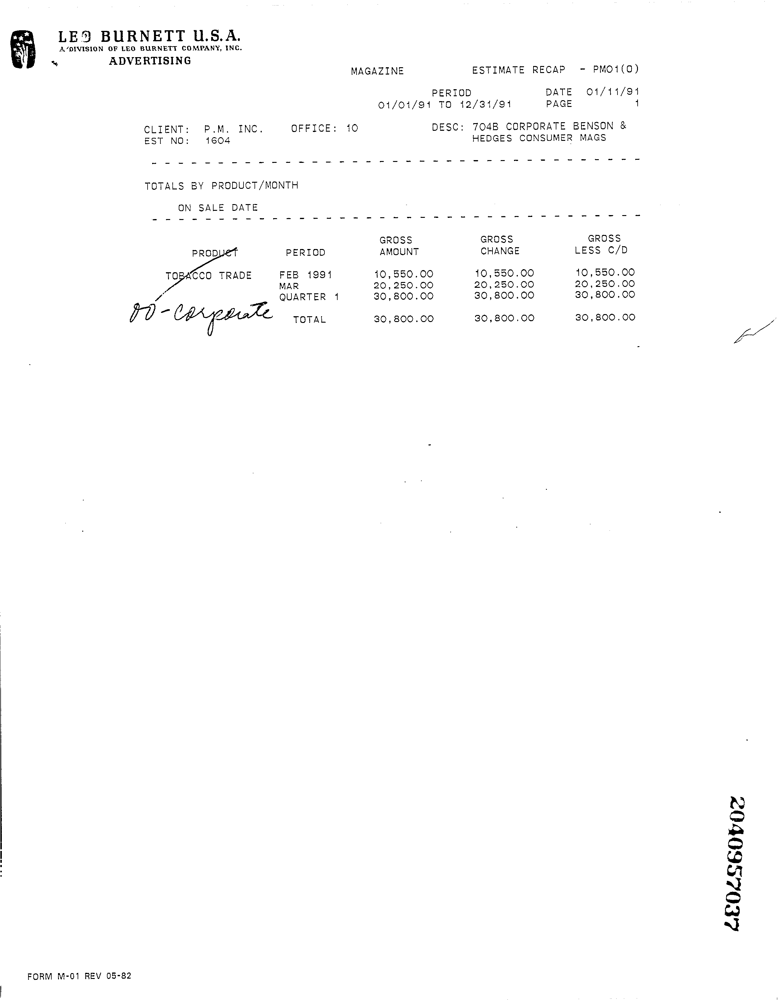 LEO BURNETT U.S.A.
A DIVISION OF LEO BURNETT COMPANY, INC.
ADVERTISING
MAGAZINE ESTIMATE RECAP - PM01(0)
PERIOD DATE 01/11/91
01/01/91 TO 12/31/91 PAGE 1
CLIENT: P.M. INC. OFFICE: 10 DESC: 704B CORPORATE BENSON &
EST NO: 1604 HEDGES CONSUMER MAGS
TOTALS BY PRODUCT/MONTH
ON SALE DATE
GROSS GROSS GROSS
PRODUCT PERIOD AMOUNT CHANGE LESS C/D
TOBACCO TRADE FEB 1991 10,550.00 10,550.00 10,550.00
MAR 20,250.00 20,250.00 20,250.00
QUARTER 1 30,800.00 30,800.00 30,800.00
00-corporate TOTAL 30,800.00 30,800.00 30,800.00
2040957037
FORM M-01 REV 05-82